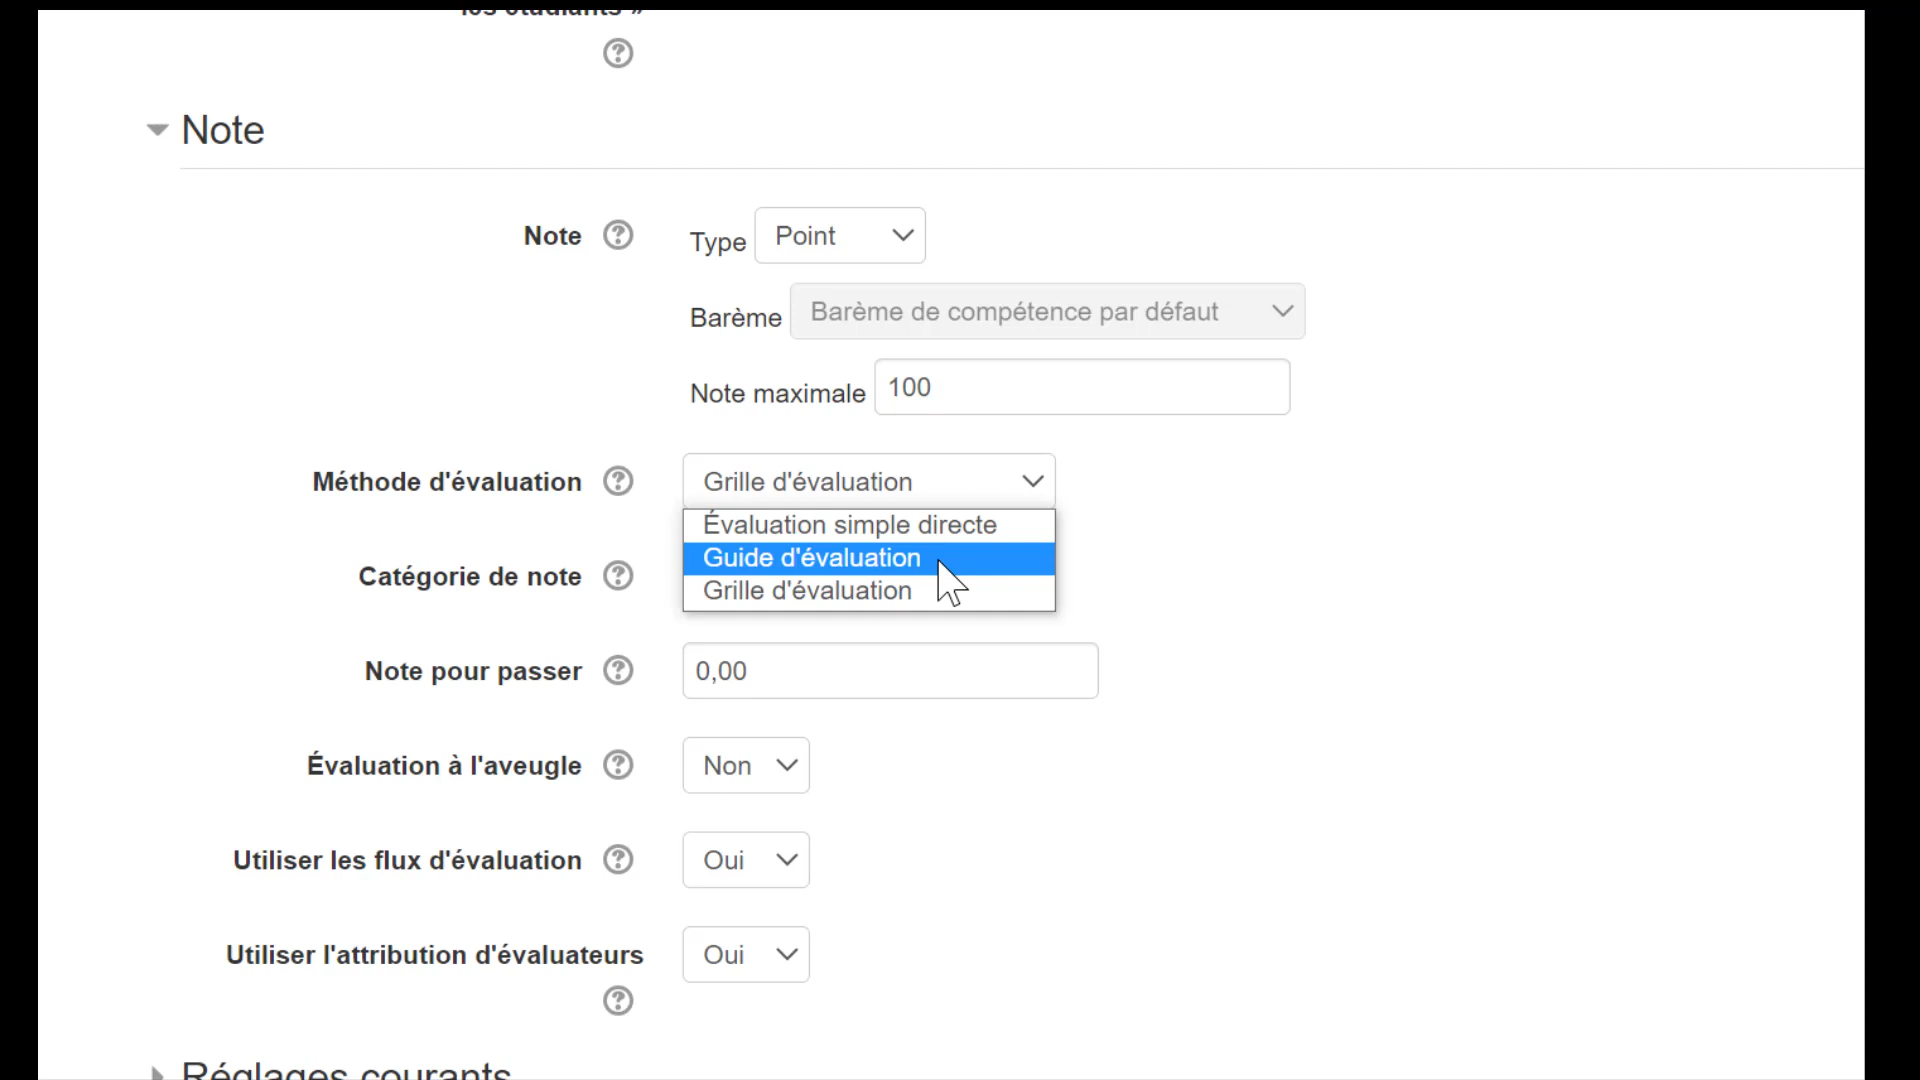 les étudiants »
Note
Note
Type
Point
Barème
Barème de compétence par défaut
Note maximale
100
Méthode d'évaluation
Grille d'évaluation
Évaluation simple directe
Guide d'évaluation
Grille d'évaluation
Catégorie de note
Note pour passer
0,00
Évaluation à l'aveugle
Non
Utiliser les flux d'évaluation
Oui
Utiliser l'attribution d'évaluateurs
Oui
Réglages courants